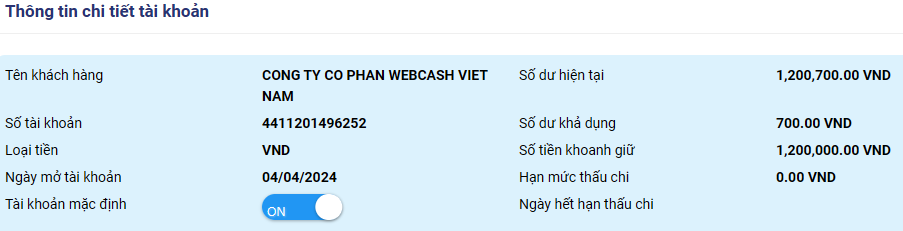 Thông tin chi tiết tài khoản
Tên khách hàng
CONG TY CO PHAN WEBCASH VIET
NAM
Số dư hiện tại
1,200,700.00 VND
Số tài khoản
4411201496252
Số dư khả dụng
700.00 VND
Loại tiền
VND
Số tiền khoanh giữ
1,200,000.00 VND
Ngày mở tài khoản
04/04/2024
Hạn mức thấu chi
0.00 VND
Tài khoản mặc định
ON
Ngày hết hạn thấu chi